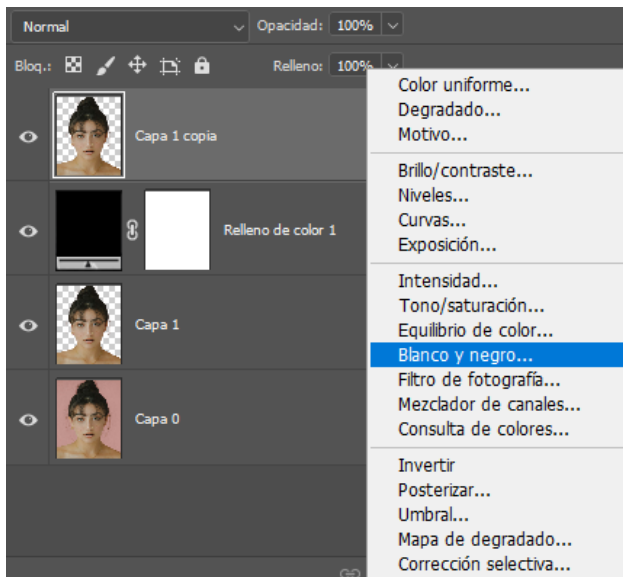 Normal
Opacidad: 100%
Bloq.:
Relleno: 100%
Capa 1 copia
Relleno de color 1
Capa 1
Capa 0
Color uniforme...
Degradado...
Motivo...
Brillo/contraste...
Niveles...
Curvas...
Exposición...
Intensidad...
Tono/saturación...
Equilibrio de color...
Blanco y negro...
Filtro de fotografía...
Mezclador de canales...
Consulta de colores...
Invertir
Posterizar...
Umbral...
Mapa de degradado...
Corrección selectiva...